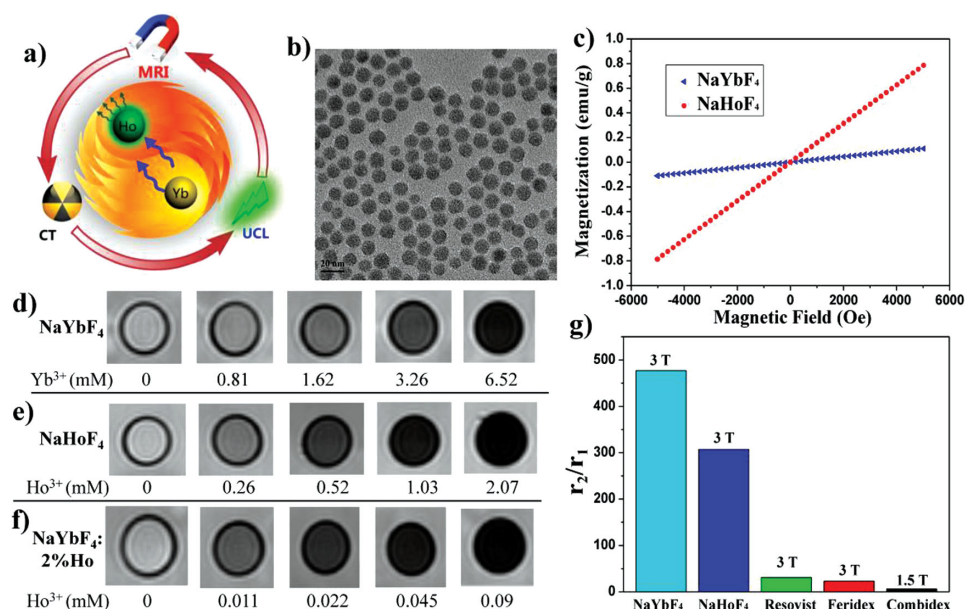 a)
MRI
Ho
Yb
CT
UCL
b)
20 nm
c)
Magnetization (emu/g)
1.0
0.8
0.6
0.4
0.2
0.0
-0.2
-0.4
-0.6
-0.8
-1.0
NaYbF4
NaHoF4
-6000 -4000 -2000 0 2000 4000 6000
Magnetic Field (Oe)
d)
NaYbF4
Yb3+ (mM) 0 0.81 1.62 3.26 6.52
e)
NaHoF4
Ho3+ (mM) 0 0.26 0.52 1.03 2.07
f)
NaYbF4:
2%Ho
Ho3+ (mM) 0 0.011 0.022 0.045 0.09
g)
r2/r1
500
400
300
200
100
0
3 T
3 T
3 T
3 T
1.5 T
NaYbF4 NaHoF4 Resovist Feridex Combidex